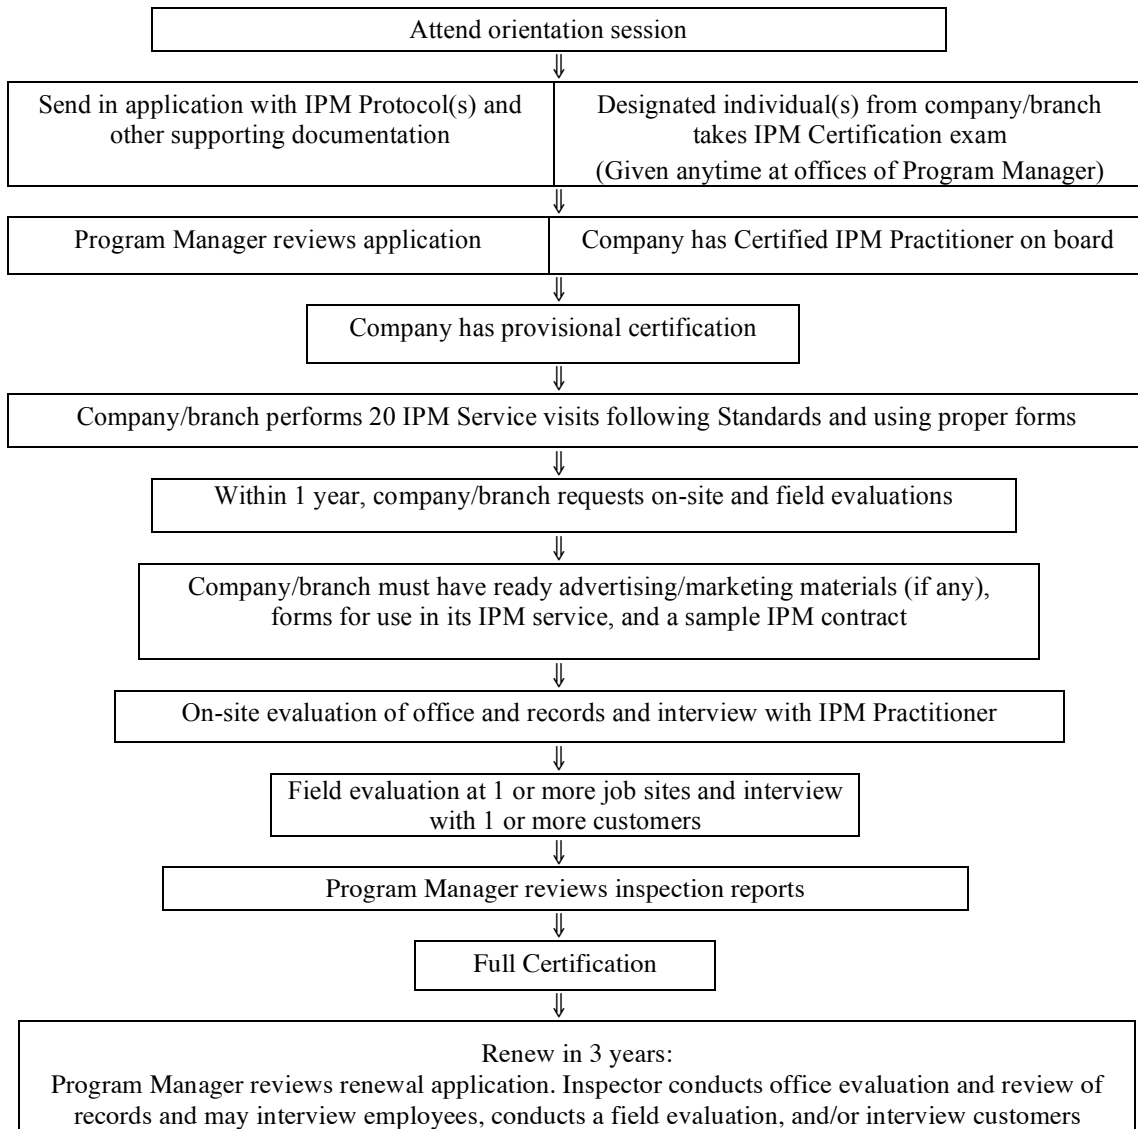 Attend orientation session
⇓
Send in application with IPM Protocol(s) and
other supporting documentation
Designated individual(s) from company/branch
takes IPM Certification exam
(Given anytime at offices of Program Manager)
⇓
Program Manager reviews application
Company has Certified IPM Practitioner on board
⇓
Company has provisional certification
⇓
Company/branch performs 20 IPM Service visits following Standards and using proper forms
⇓
Within 1 year, company/branch requests on-site and field evaluations
⇓
Company/branch must have ready advertising/marketing materials (if any),
forms for use in its IPM service, and a sample IPM contract
⇓
On-site evaluation of office and records and interview with IPM Practitioner
⇓
Field evaluation at 1 or more job sites and interview
with 1 or more customers
⇓
Program Manager reviews inspection reports
⇓
Full Certification
⇓
Renew in 3 years:
Program Manager reviews renewal application. Inspector conducts office evaluation and review of
records and may interview employees, conducts a field evaluation, and/or interview customers